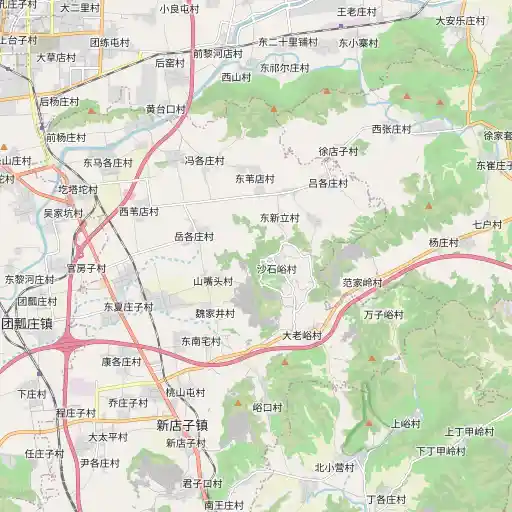 孔庄子村
大二里村
小良屯村
王老庄村
大安乐庄村
上台子村
团练屯村
东二十里铺村
东小寨村
前黎河店村
大草店村
后窑村
东祁尔庄村
西山村
后杨庄村
黄台口村
前杨庄村
西张庄村
徐家套
东马各庄村
冯各庄村
徐店子村
山庄村
东崔庄子
圪塔坨村
东苇店村
吕各庄村
吴家坑村
西苇店村
东新立村
七户村
岳各庄村
杨庄村
官房子村
沙石峪村
东黎河庄村
山嘴头村
范家岭村
团瓢庄村
东夏庄子村
魏家井村
万子峪村
团瓢庄镇
东南宅村
大老峪村
康各庄村
下庄村
桃山屯村
乔庄子村
峪口村
程庄子村
新店子镇
上峪村
大太平村
新店子村
上丁甲岭村
任庄子村
尹各庄村
下丁甲岭村
北小营村
君子口村
南王庄村
丁各庄村